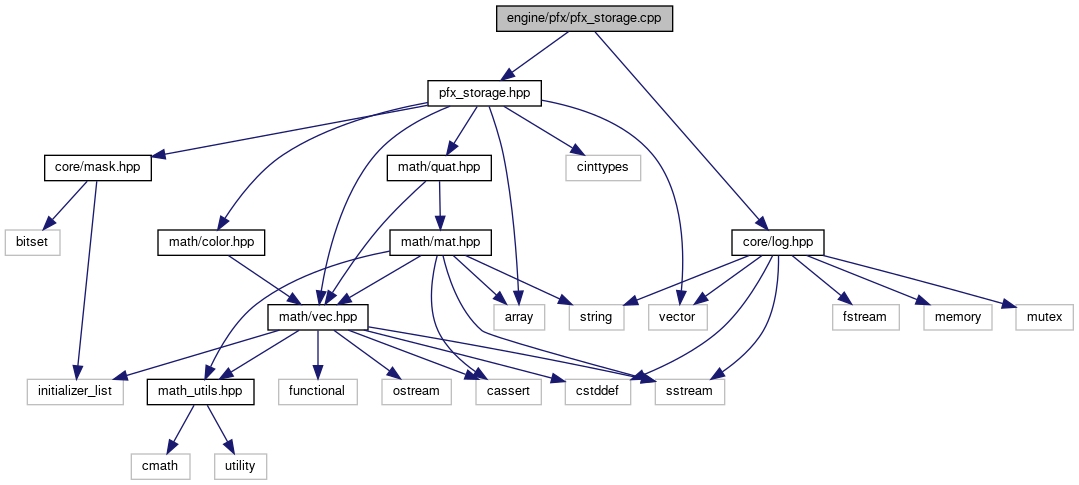 engine/pfx/pfx_storage.cpp
pfx_storage.hpp
core/mask.hpp
math/quat.hpp
cinttypes
bitset
math/color.hpp
math/mat.hpp
core/log.hpp
math/vec.hpp
array
string
vector
fstream
memory
mutex
initializer_list
math_utils.hpp
functional
ostream
cassert
cstddef
sstream
cmath
utility